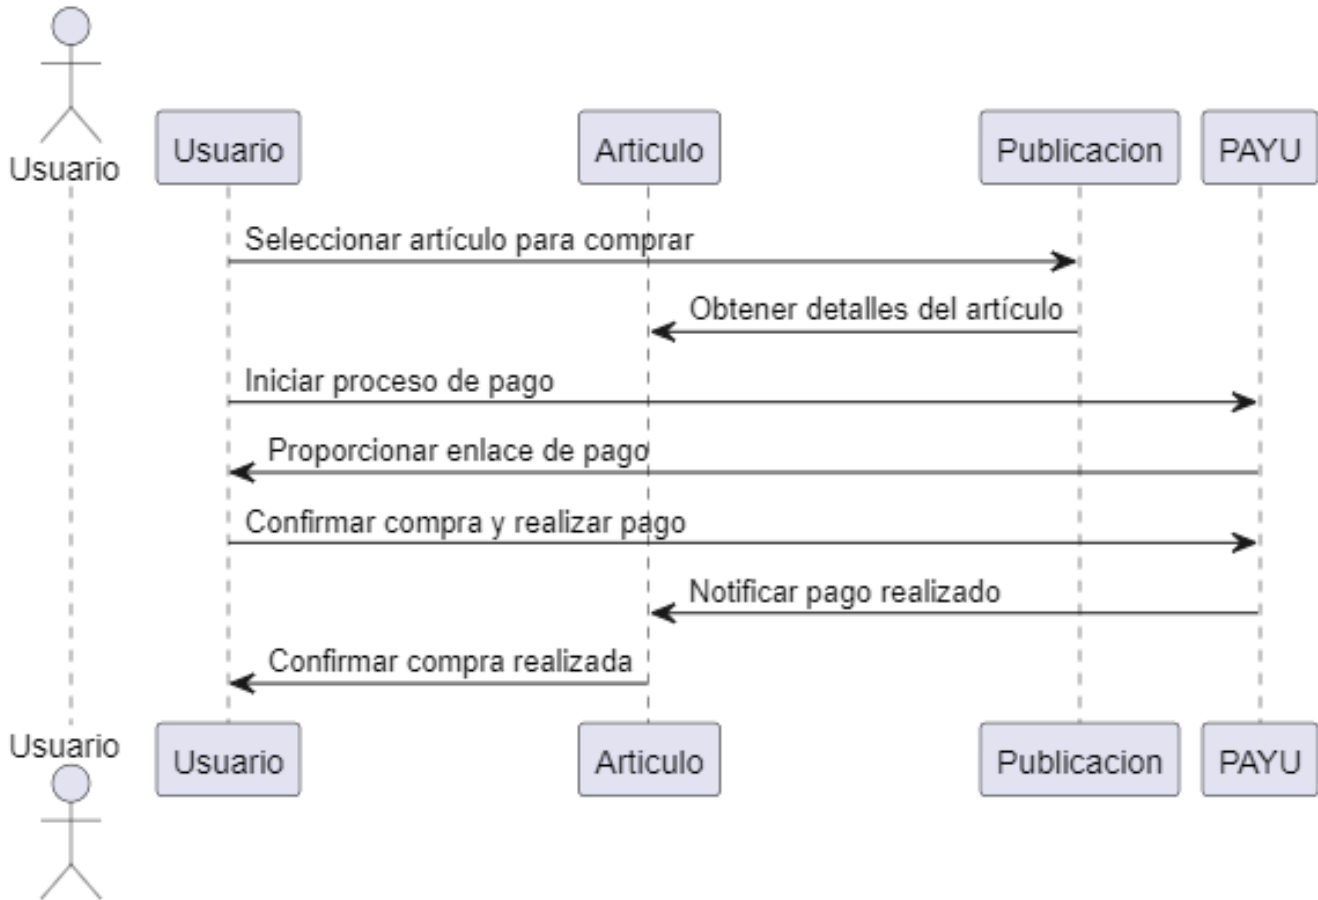 Usuario
Usuario
Articulo
Publicacion
PAYU
Seleccionar artículo para comprar
Obtener detalles del artículo
Iniciar proceso de pago
Proporcionar enlace de pago
Confirmar compra y realizar pago
Notificar pago realizado
Confirmar compra realizada
Usuario
Usuario
Articulo
Publicacion
PAYU